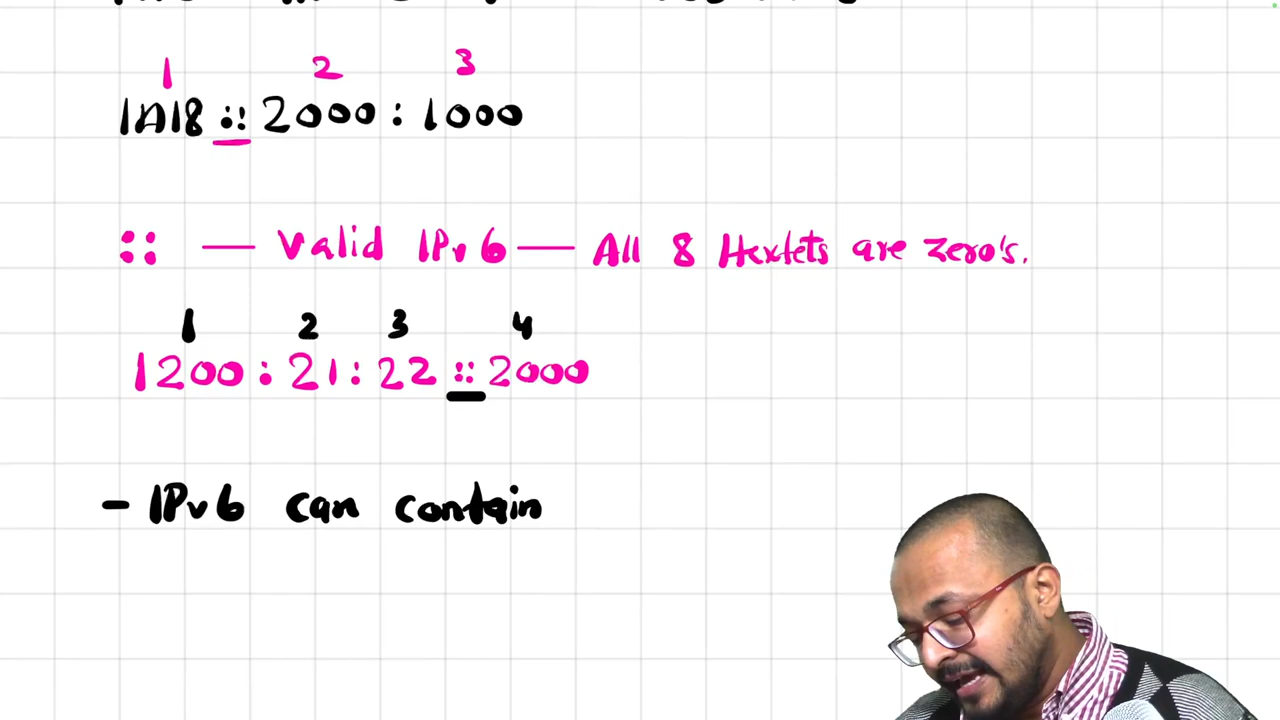 1 2 3
1A18 :: 2000 : 1000
:: — Valid IPv6 — All 8 Hextets are zero's.
1 2 3 4
1200 : 21 : 22 :: 2000
- IPv6 can contain